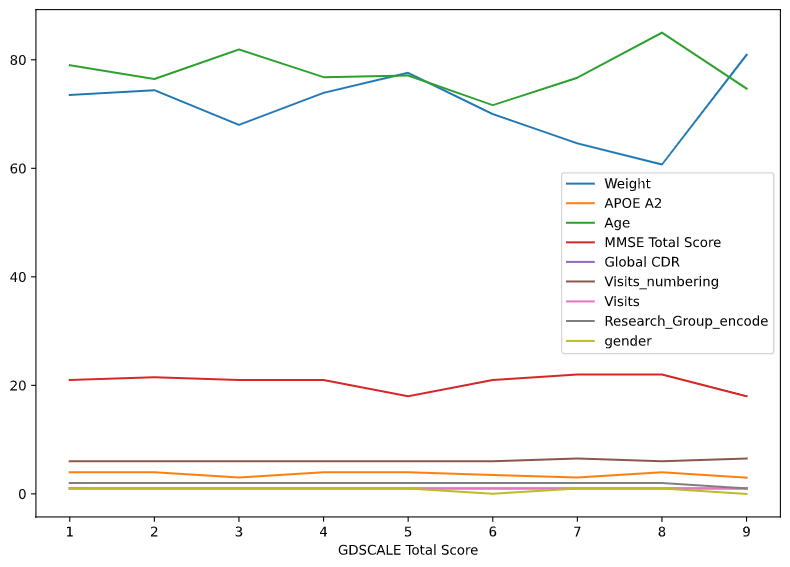 80
60
40
20
0
Weight
APOE A2
Age
MMSE Total Score
Global CDR
Visits_numbering
Visits
Research_Group_encode
gender
1 2 3 4 5 6 7 8 9
GDSCALE Total Score